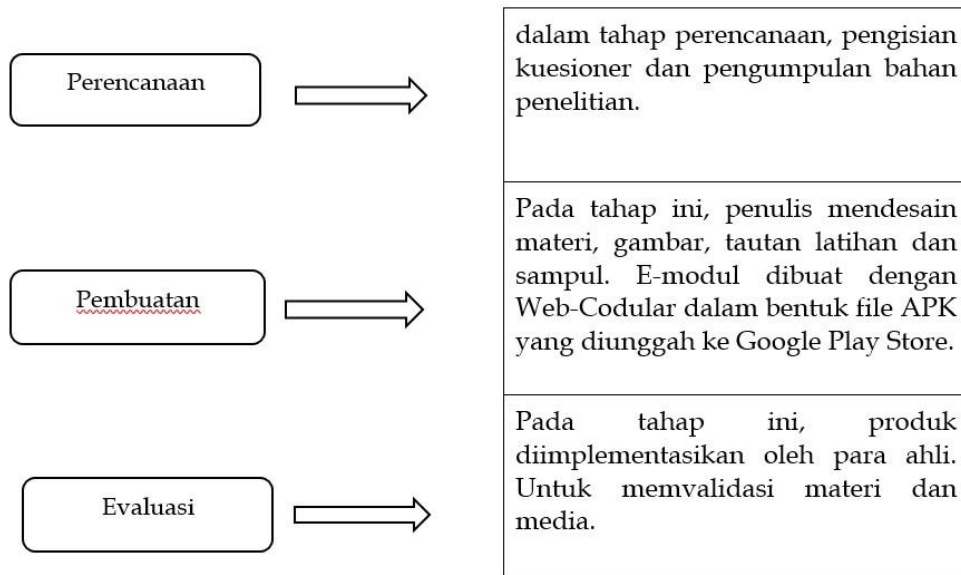 Perencanaan
dalam tahap perencanaan, pengisian
kuesioner dan pengumpulan bahan
penelitian.
Pembuatan
Pada tahap ini, penulis mendesain
materi, gambar, tautan latihan dan
sampul. E-modul dibuat dengan
Web-Codular dalam bentuk file APK
yang diunggah ke Google Play Store.
Evaluasi
Pada tahap ini, produk
diimplementasikan oleh para ahli.
Untuk memvalidasi materi dan
media.